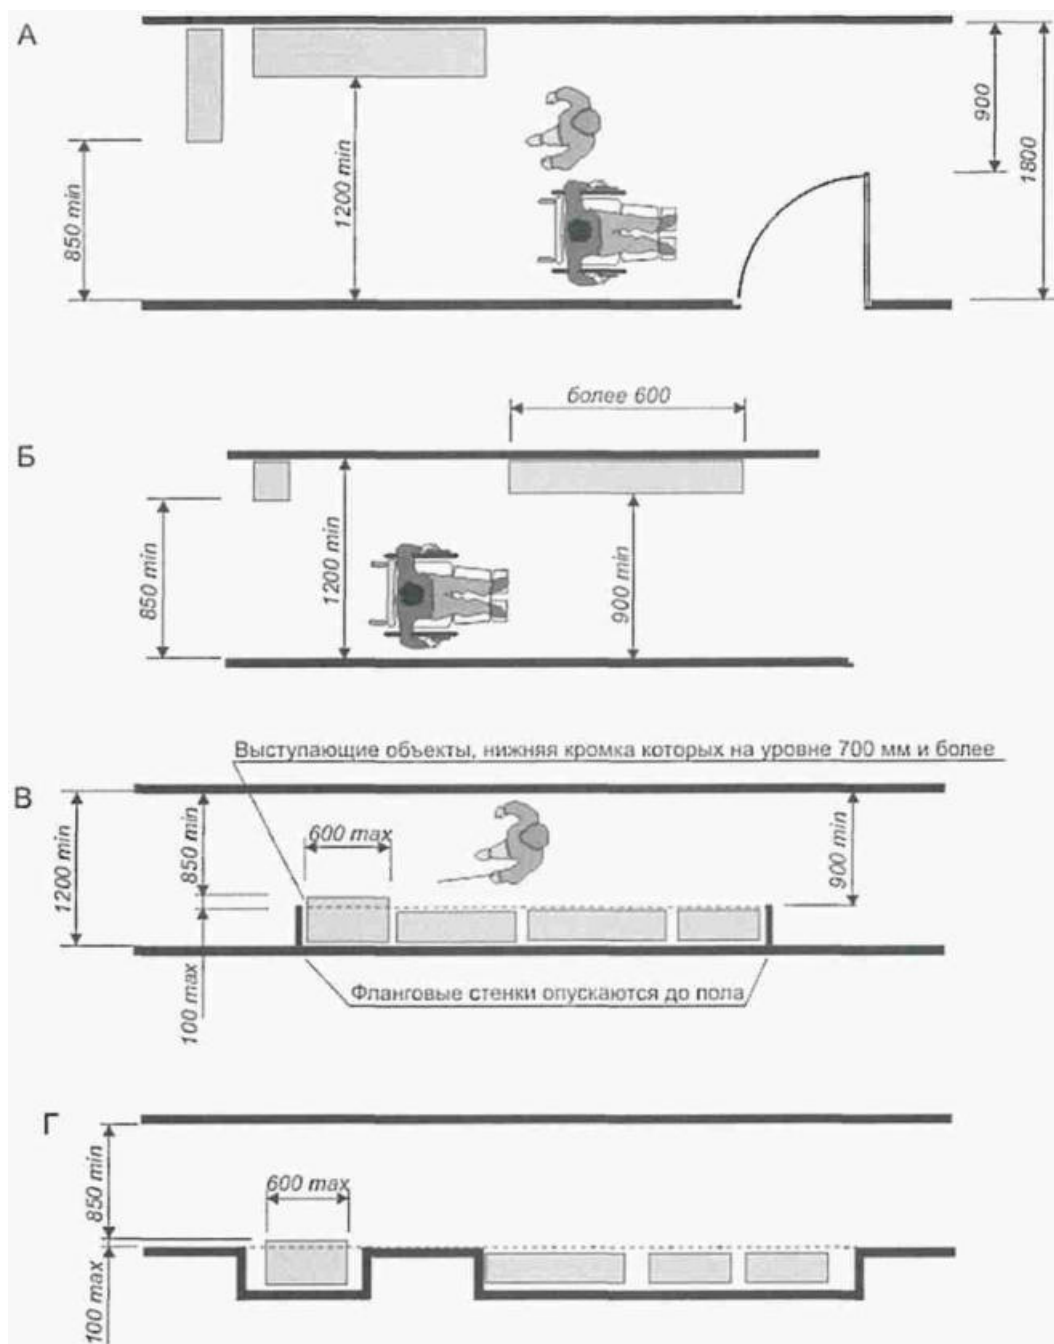 А
850 min
1200 min
900
1800
Б
более 600
850 min
1200 min
900 min
Выступающие объекты, нижняя кромка которых на уровне 700 мм и более
В
1200 min
850 min
600 max
900 min
100 max
Фланговые стенки опускаются до пола
Г
850 min
600 max
100 max